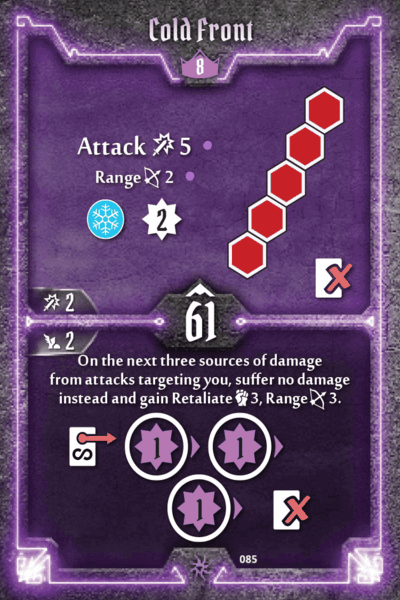 Cold Front
8
Attack 5
Range 2
2
2
61
2
On the next three sources of damage
from attacks targeting you, suffer no damage
instead and gain Retaliate 3, Range 3.
S
1 1
1
085